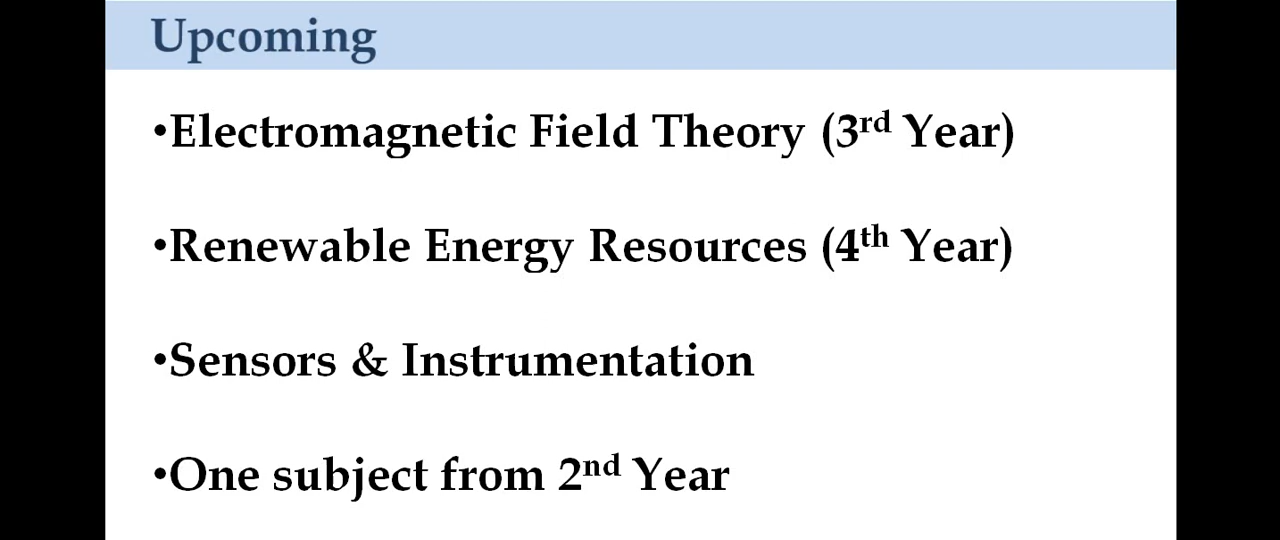 Upcoming
•Electromagnetic Field Theory (3rd Year)
•Renewable Energy Resources (4th Year)
•Sensors & Instrumentation
•One subject from 2nd Year